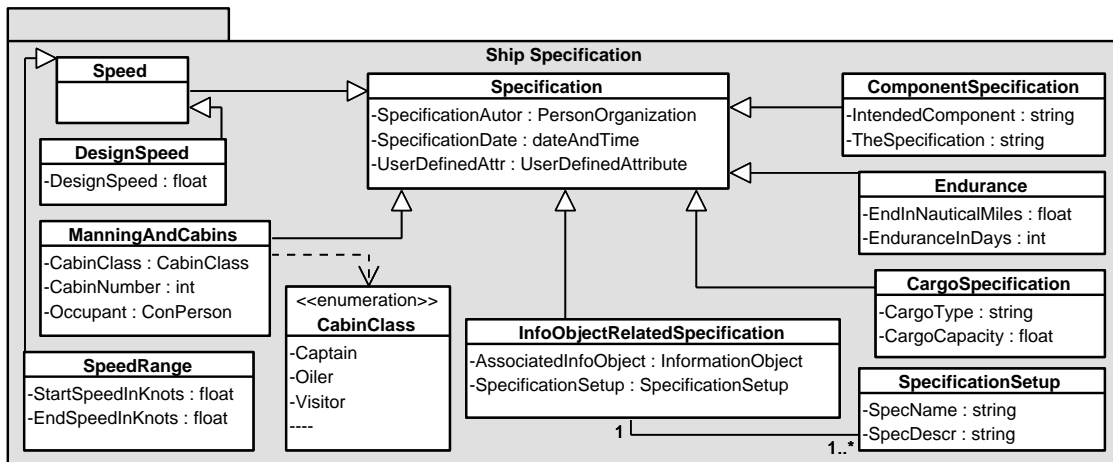 Ship Specification
Speed
Specification
-SpecificationAutor : PersonOrganization
-SpecificationDate : dateAndTime
-UserDefinedAttr : UserDefinedAttribute
ComponentSpecification
-IntendedComponent : string
-TheSpecification : string
DesignSpeed
-DesignSpeed : float
Endurance
-EndInNauticalMiles : float
-EnduranceInDays : int
ManningAndCabins
-CabinClass : CabinClass
-CabinNumber : int
-Occupant : ConPerson
<<enumeration>>
CabinClass
-Captain
-Oiler
-Visitor
----
CargoSpecification
-CargoType : string
-CargoCapacity : float
InfoObjectRelatedSpecification
-AssociatedInfoObject : InformationObject
-SpecificationSetup : SpecificationSetup
SpeedRange
-StartSpeedInKnots : float
-EndSpeedInKnots : float
SpecificationSetup
-SpecName : string
-SpecDescr : string
1
1..*